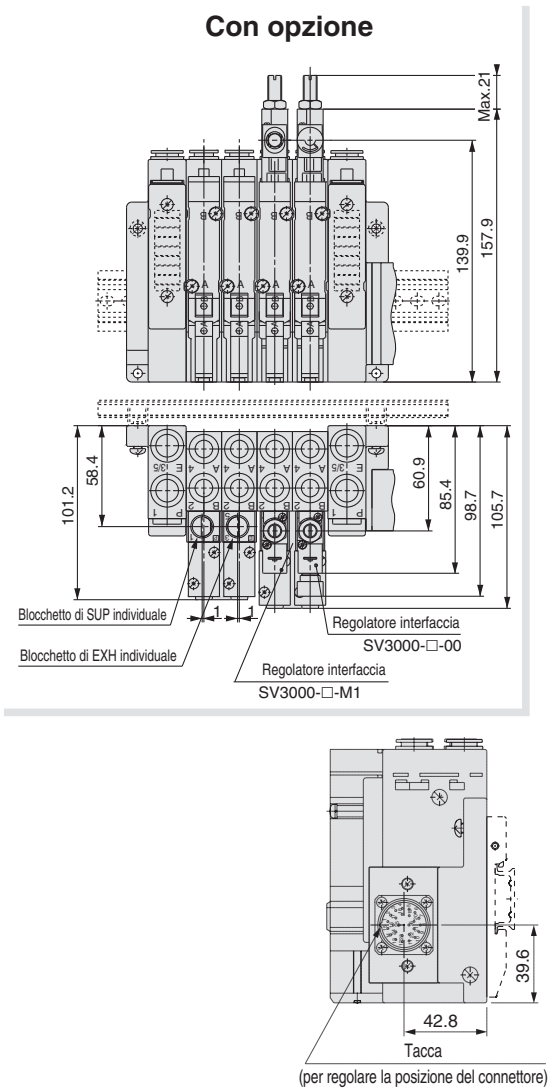 Con opzione
Max.21
139.9
157.9
B B B B
A A A A
101.2
58.4
60.9
85.4
98.7
105.7
E 3/5
4 A 4 A 4 A 4 A
E 3/5
1 P
2 B 2 B 2 B 2 B
1 P
1 1
Blocchetto di SUP individuale
Blocchetto di EXH individuale
Regolatore interfaccia
SV3000-□-00
Regolatore interfaccia
SV3000-□-M1
39.6
42.8
Tacca
(per regolare la posizione del connettore)